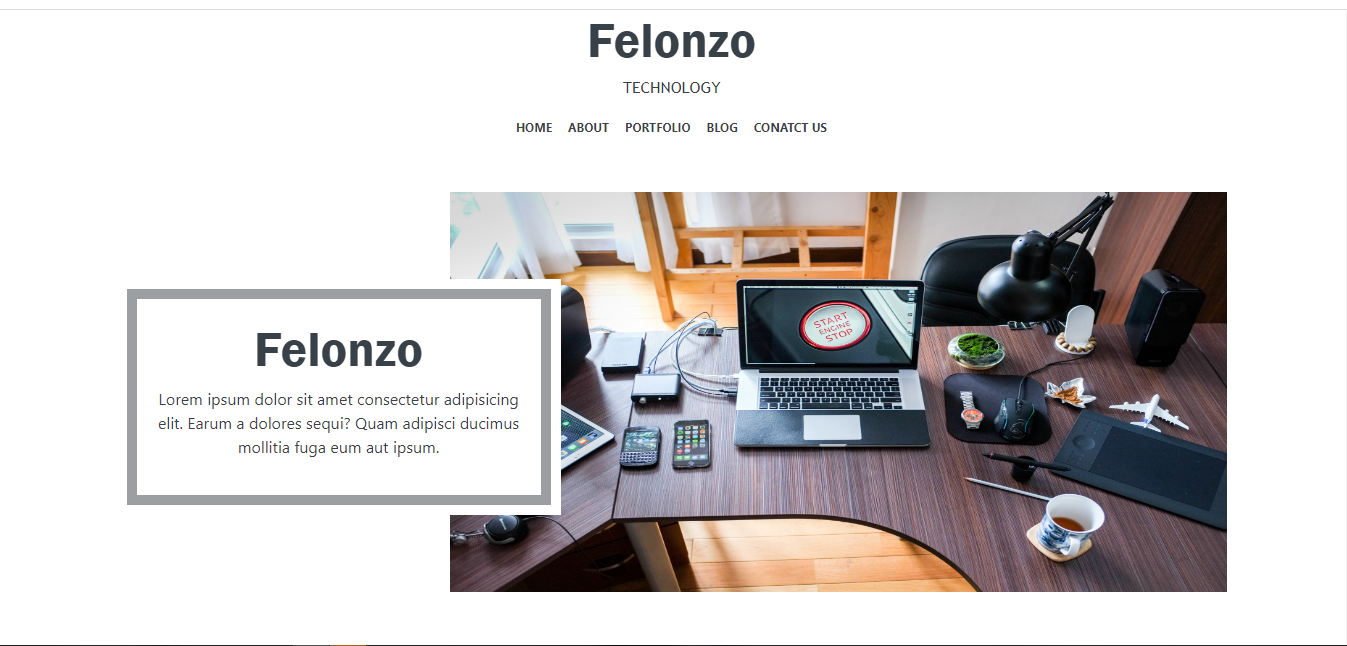 Felonzo
TECHNOLOGY
HOME ABOUT PORTFOLIO BLOG CONATCT US
START
ENGINE
STOP
Felonzo
Lorem ipsum dolor sit amet consectetur adipisicing
elit. Earum a dolores sequi? Quam adipisci ducimus
mollitia fuga eum aut ipsum.